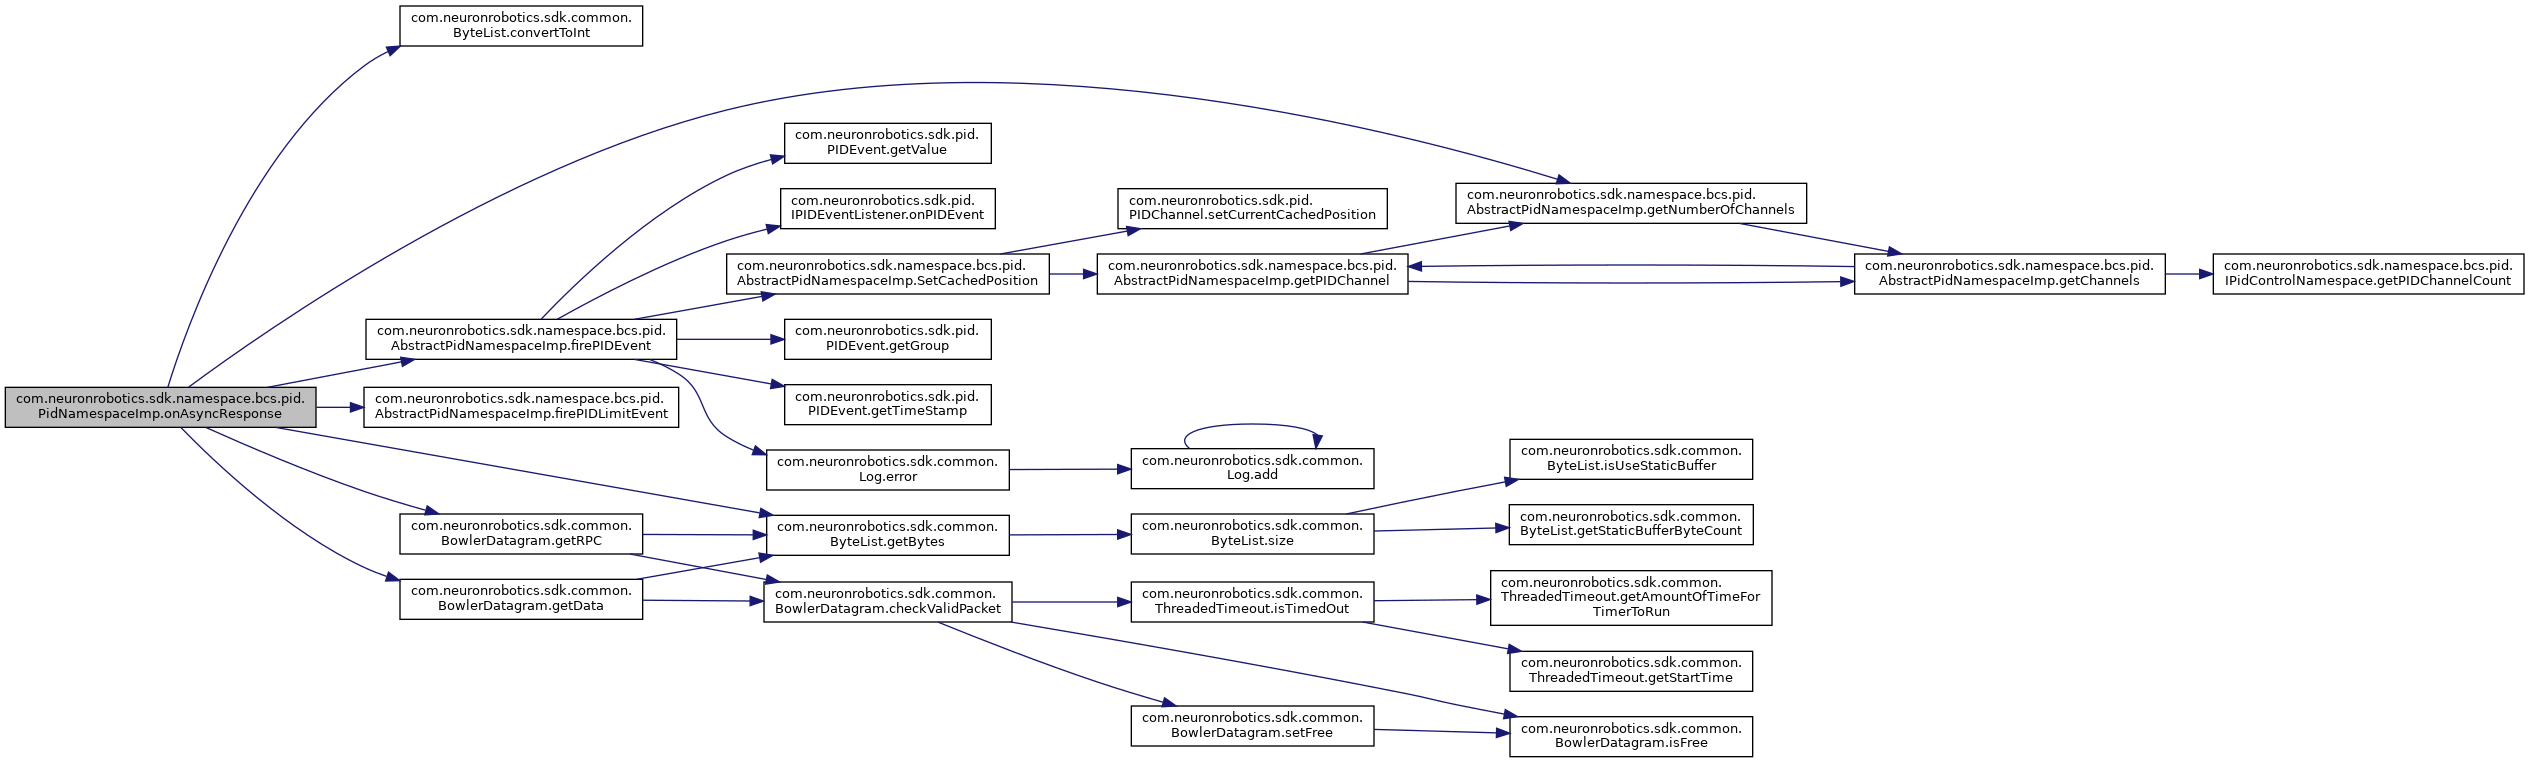 com.neuronrobotics.sdk.common.
ByteList.convertToInt
com.neuronrobotics.sdk.pid.
PIDEvent.getValue
com.neuronrobotics.sdk.pid.
IPIDEventListener.onPIDEvent
com.neuronrobotics.sdk.pid.
PIDChannel.setCurrentCachedPosition
com.neuronrobotics.sdk.namespace.bcs.pid.
AbstractPidNamespaceImp.getNumberOfChannels
com.neuronrobotics.sdk.namespace.bcs.pid.
AbstractPidNamespaceImp.SetCachedPosition
com.neuronrobotics.sdk.namespace.bcs.pid.
AbstractPidNamespaceImp.getPIDChannel
com.neuronrobotics.sdk.namespace.bcs.pid.
AbstractPidNamespaceImp.getChannels
com.neuronrobotics.sdk.namespace.bcs.pid.
IPidControlNamespace.getPIDChannelCount
com.neuronrobotics.sdk.namespace.bcs.pid.
AbstractPidNamespaceImp.firePIDEvent
com.neuronrobotics.sdk.pid.
PIDEvent.getGroup
com.neuronrobotics.sdk.namespace.bcs.pid.
PidNamespaceImp.onAsyncResponse
com.neuronrobotics.sdk.namespace.bcs.pid.
AbstractPidNamespaceImp.firePIDLimitEvent
com.neuronrobotics.sdk.pid.
PIDEvent.getTimeStamp
com.neuronrobotics.sdk.common.
Log.error
com.neuronrobotics.sdk.common.
Log.add
com.neuronrobotics.sdk.common.
ByteList.isUseStaticBuffer
com.neuronrobotics.sdk.common.
BowlerDatagram.getRPC
com.neuronrobotics.sdk.common.
ByteList.getBytes
com.neuronrobotics.sdk.common.
ByteList.size
com.neuronrobotics.sdk.common.
ByteList.getStaticBufferByteCount
com.neuronrobotics.sdk.common.
BowlerDatagram.getData
com.neuronrobotics.sdk.common.
BowlerDatagram.checkValidPacket
com.neuronrobotics.sdk.common.
ThreadedTimeout.isTimedOut
com.neuronrobotics.sdk.common.
ThreadedTimeout.getAmountOfTimeFor
TimerToRun
com.neuronrobotics.sdk.common.
ThreadedTimeout.getStartTime
com.neuronrobotics.sdk.common.
BowlerDatagram.setFree
com.neuronrobotics.sdk.common.
BowlerDatagram.isFree